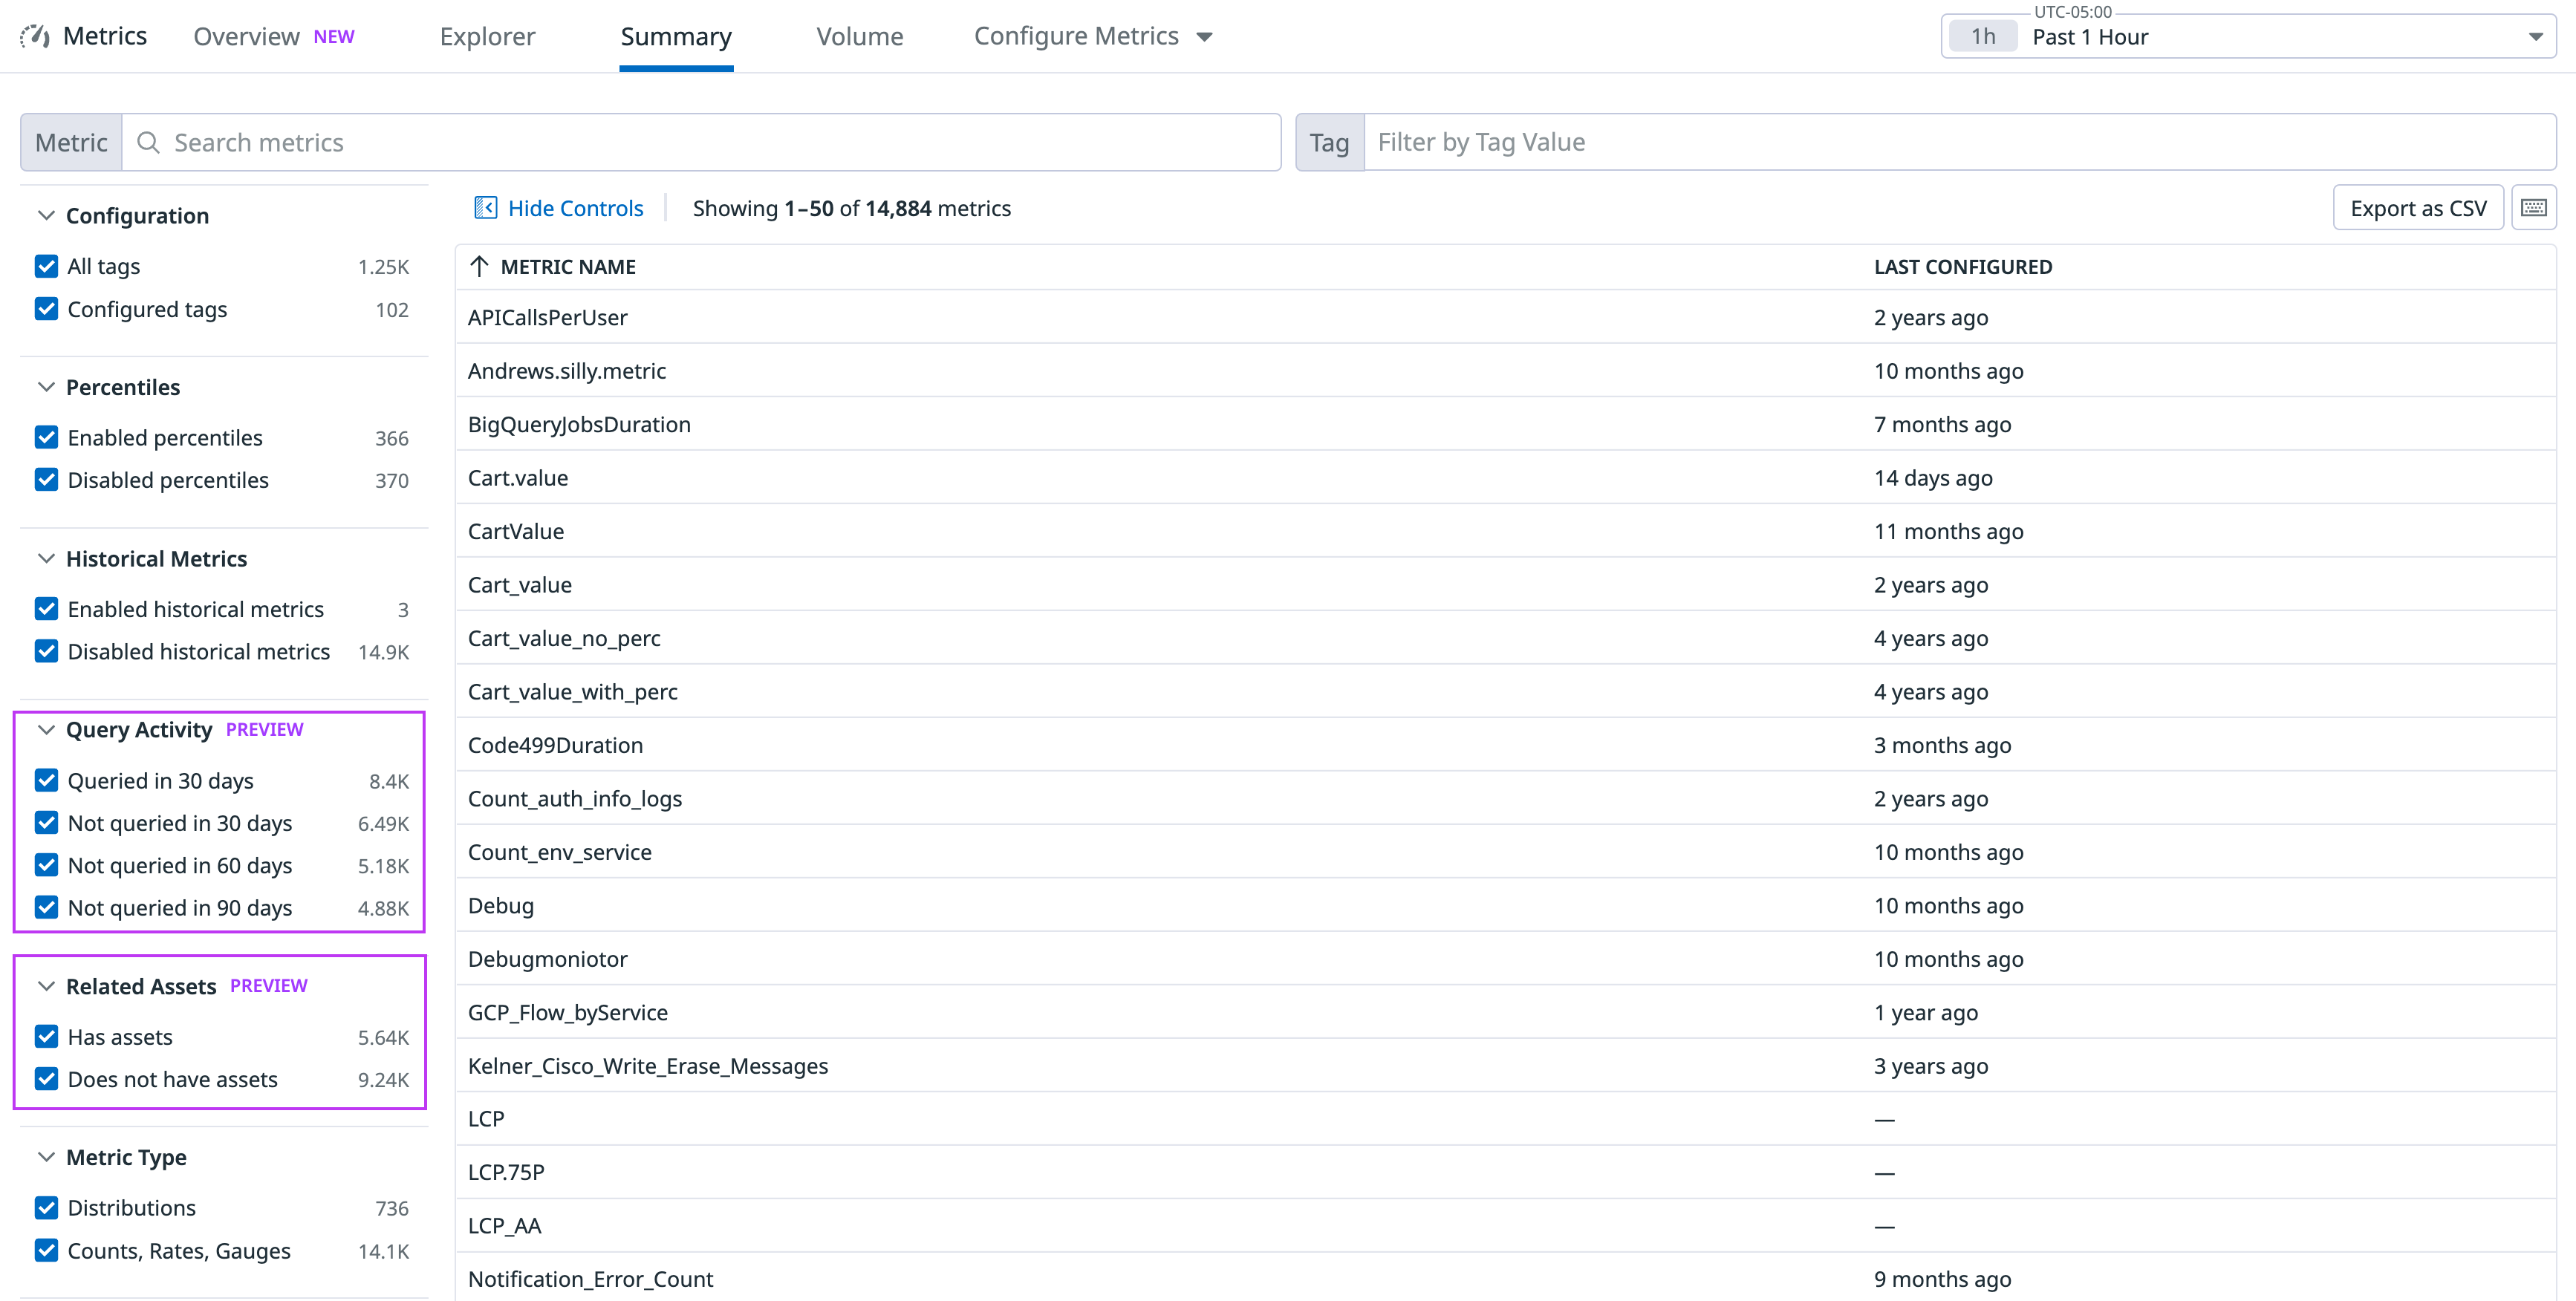 Metrics Overview NEW Explorer Summary Volume Configure Metrics
UTC-05:00
1h Past 1 Hour
Metric Search metrics
Tag Filter by Tag Value
Configuration
All tags 1.25K
Configured tags 102
Percentiles
Enabled percentiles 366
Disabled percentiles 370
Historical Metrics
Enabled historical metrics 3
Disabled historical metrics 14.9K
Query Activity PREVIEW
Queried in 30 days 8.4K
Not queried in 30 days 6.49K
Not queried in 60 days 5.18K
Not queried in 90 days 4.88K
Related Assets PREVIEW
Has assets 5.64K
Does not have assets 9.24K
Metric Type
Distributions 736
Counts, Rates, Gauges 14.1K
Hide Controls Showing 1–50 of 14,884 metrics Export as CSV
METRIC NAME LAST CONFIGURED
APICallsPerUser 2 years ago
Andrews.silly.metric 10 months ago
BigQueryJobsDuration 7 months ago
Cart.value 14 days ago
CartValue 11 months ago
Cart_value 2 years ago
Cart_value_no_perc 4 years ago
Cart_value_with_perc 4 years ago
Code499Duration 3 months ago
Count_auth_info_logs 2 years ago
Count_env_service 10 months ago
Debug 10 months ago
Debugmoniotor 10 months ago
GCP_Flow_byService 1 year ago
Kelner_Cisco_Write_Erase_Messages 3 years ago
LCP —
LCP.75P —
LCP_AA —
Notification_Error_Count 9 months ago